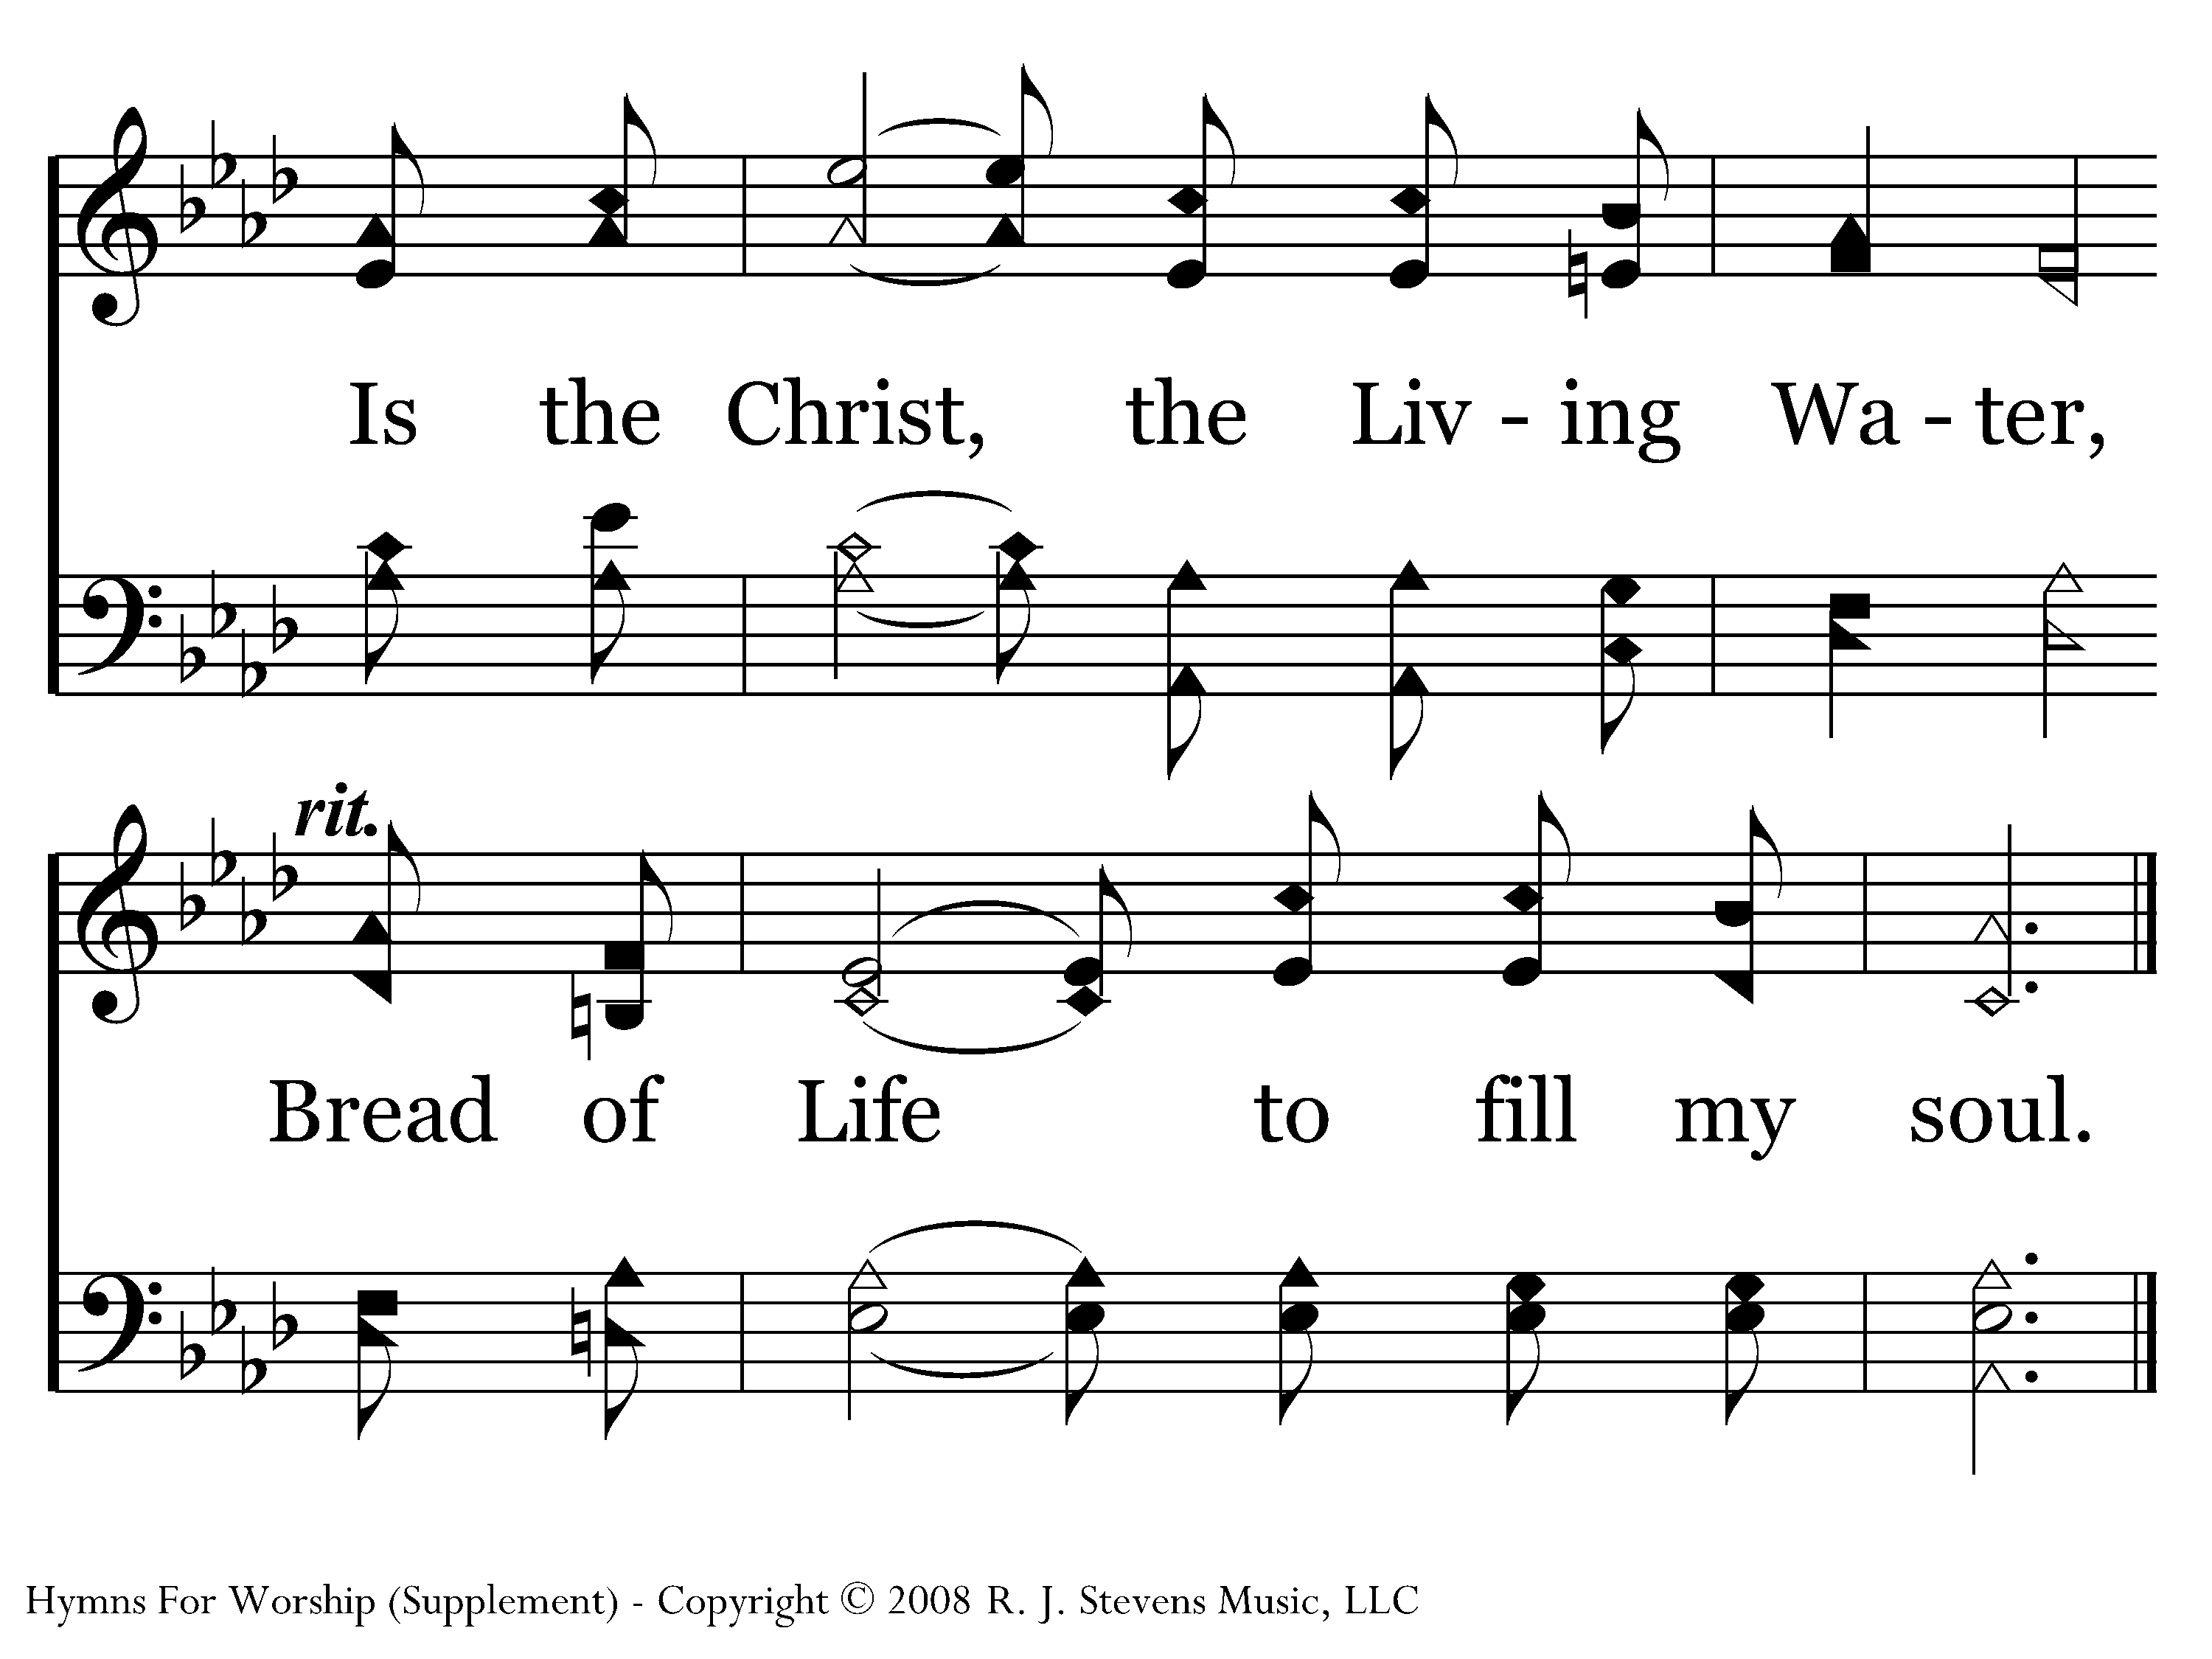 Is the Christ, the Liv - ing Wa - ter,
rit.
Bread of Life to fill my soul.
Hymns For Worship (Supplement) - Copyright © 2008 R. J. Stevens Music, LLC